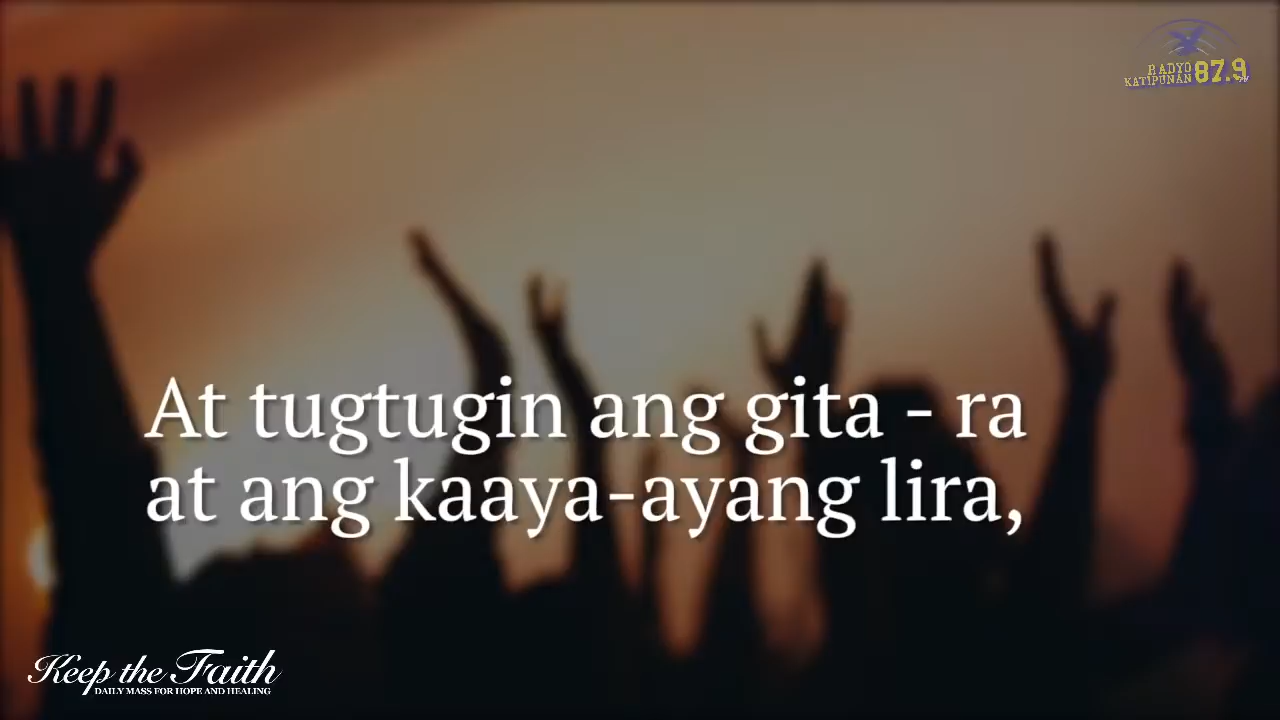 RADYO
KATIPUNAN 87.9
At tugtugin ang gita - ra
at ang kaaya-ayang lira,
Keep the Faith
DAILY MASS FOR HOPE AND HEALING